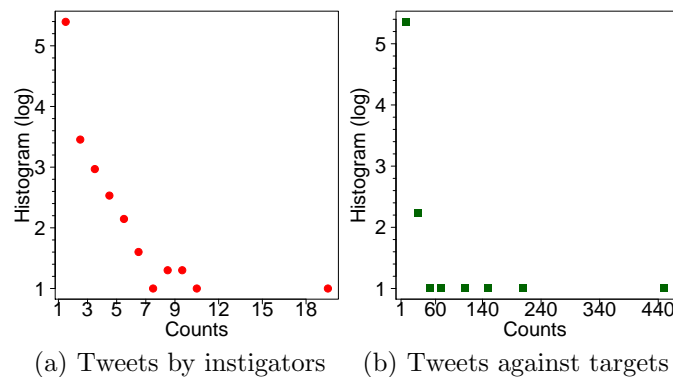 5
4
3
2
1
Histogram (log)
1 3 5 7 9 12 15 18
Counts
(a) Tweets by instigators
5
4
3
2
1
Histogram (log)
1 60 140 240 340 440
Counts
(b) Tweets against targets